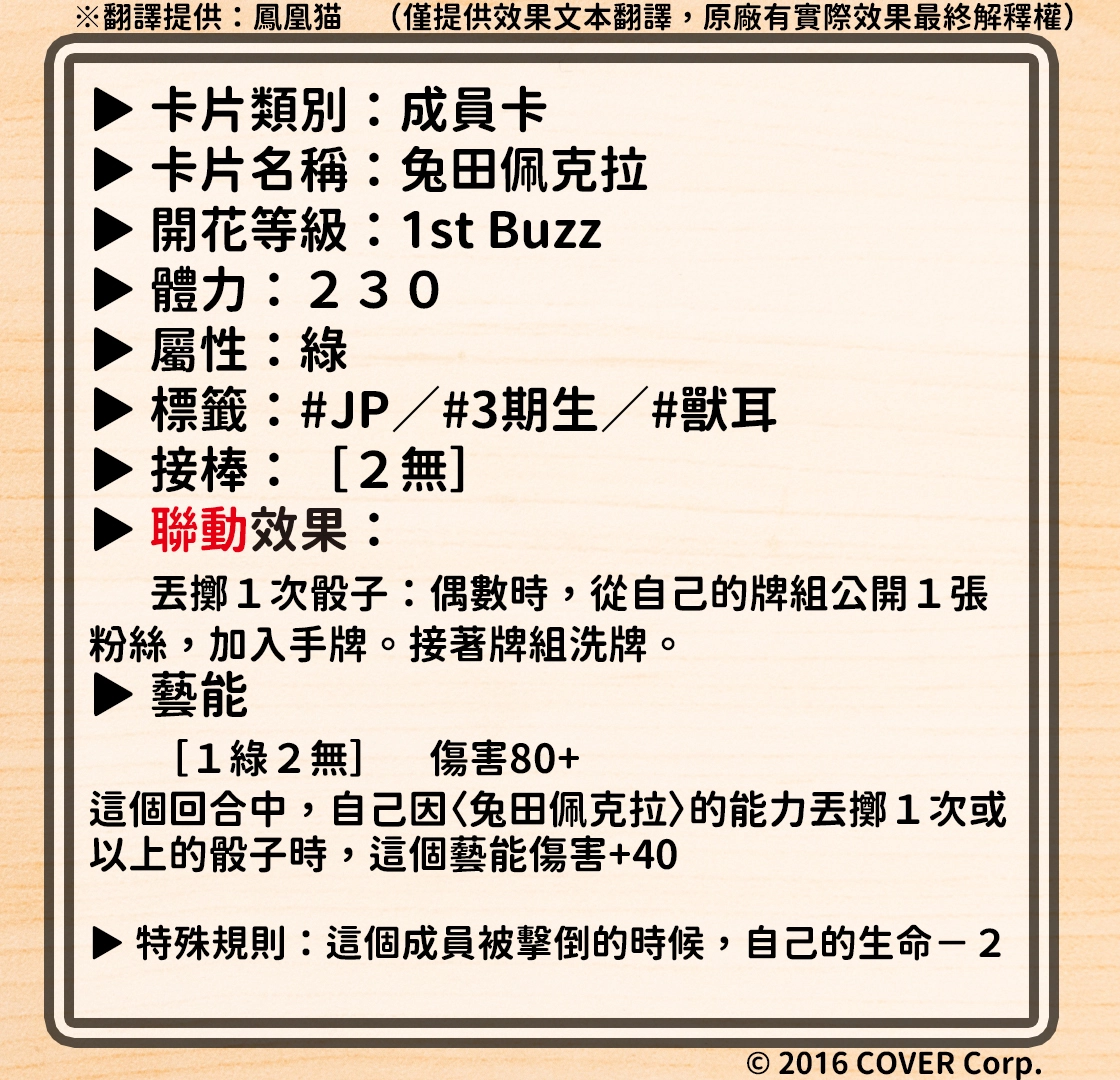 ※翻譯提供：鳳凰猫　（僅提供效果文本翻譯，原廠有實際效果最終解釋權）
▶ 卡片類別：成員卡
▶ 卡片名稱：兔田佩克拉
▶ 開花等級：1st Buzz
▶ 體力：２３０
▶ 屬性：綠
▶ 標籤：#JP／#3期生／#獸耳
▶ 接棒：［２無］
▶ 聯動效果：
丟擲１次骰子：偶數時，從自己的牌組公開１張
粉絲，加入手牌。接著牌組洗牌。
▶ 藝能
［１綠２無］　傷害80+
這個回合中，自己因〈兔田佩克拉〉的能力丟擲１次或
以上的骰子時，這個藝能傷害+40
▶ 特殊規則：這個成員被擊倒的時候，自己的生命－２
© 2016 COVER Corp.